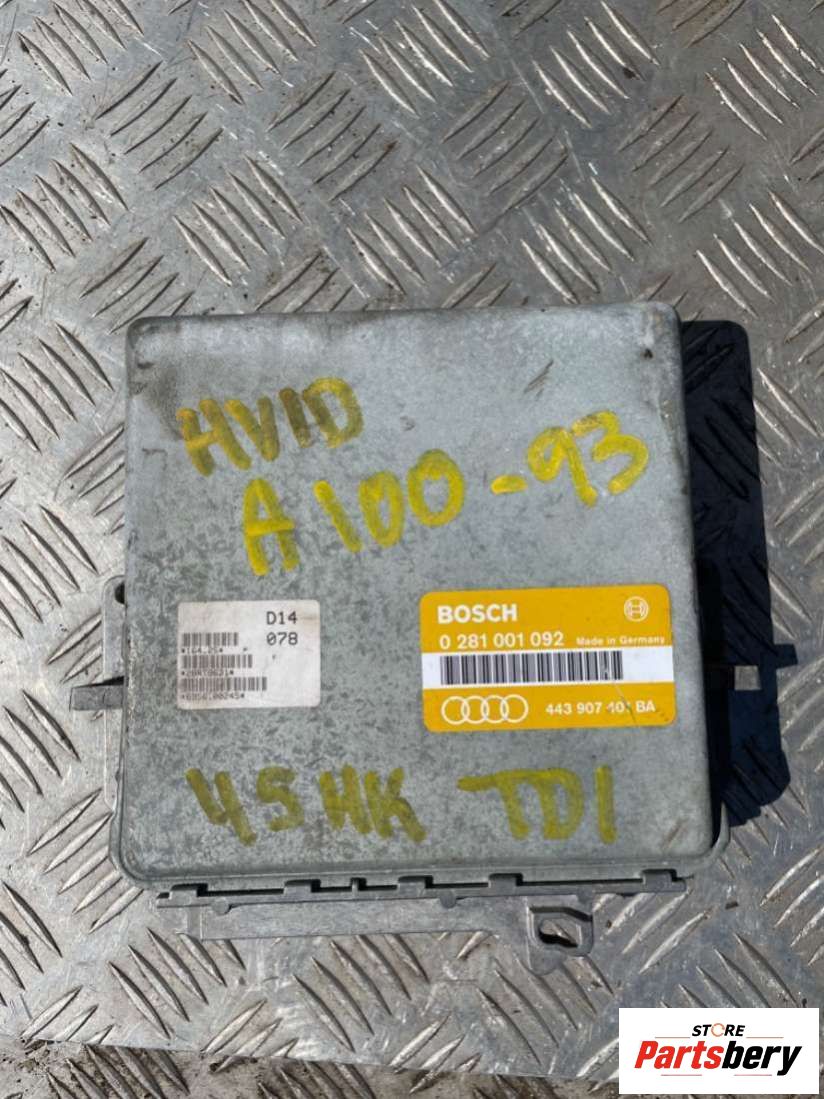 HVID
A100-93
D14
078
BOSCH
0 281 001 092 Made in Germany
443 907 401 BA
45HK TDI
STORE
Partsbery